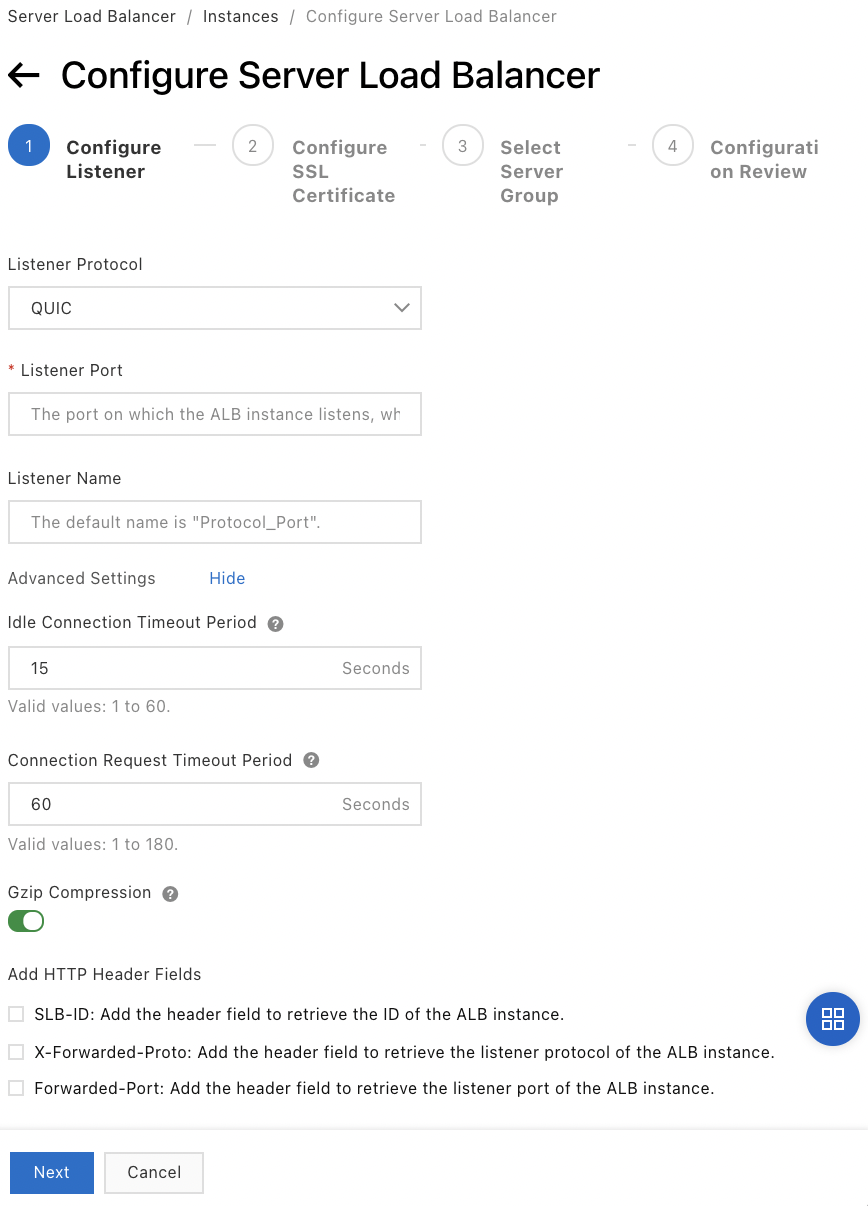 Server Load Balancer / Instances / Configure Server Load Balancer
Configure Server Load Balancer
1 Configure Listener
2 Configure SSL Certificate
3 Select Server Group
4 Configuration Review
Listener Protocol
QUIC
* Listener Port
The port on which the ALB instance listens, wh
Listener Name
The default name is "Protocol_Port".
Advanced Settings Hide
Idle Connection Timeout Period ?
15 Seconds
Valid values: 1 to 60.
Connection Request Timeout Period ?
60 Seconds
Valid values: 1 to 180.
Gzip Compression ?
Add HTTP Header Fields
SLB-ID: Add the header field to retrieve the ID of the ALB instance.
X-Forwarded-Proto: Add the header field to retrieve the listener protocol of the ALB instance.
Forwarded-Port: Add the header field to retrieve the listener port of the ALB instance.
Next Cancel